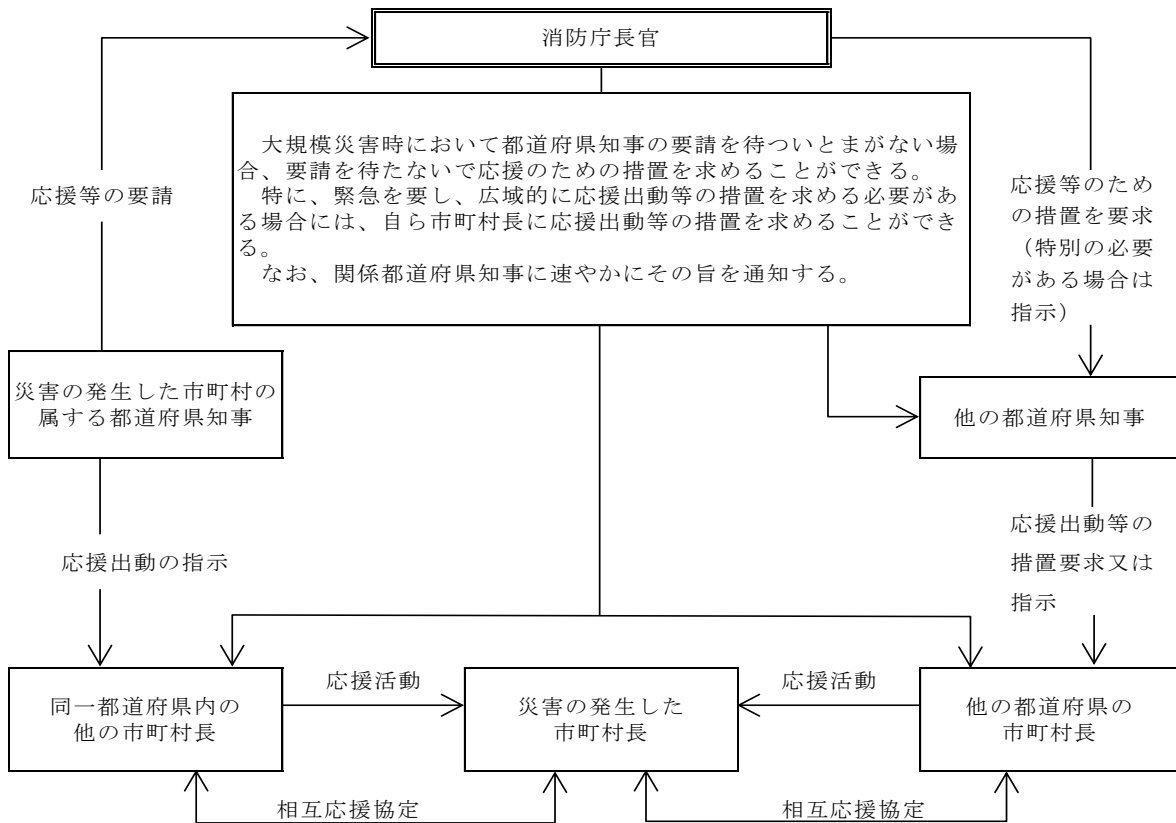 消防庁長官
大規模災害時において都道府県知事の要請を待ついとまがない場
合、要請を待たないで応援のための措置を求めることができる。
特に、緊急を要し、広域的に応援出動等の措置を求める必要があ
る場合には、自ら市町村長に応援出動等の措置を求めることができ
る。
なお、関係都道府県知事に速やかにその旨を通知する。
応援等の要請
応援等のため
の措置を要求
（特別の必要
がある場合は
指示）
災害の発生した市町村の
属する都道府県知事
他の都道府県知事
応援出動の指示
応援出動等の
措置要求又は
指示
同一都道府県内の
他の市町村長
応援活動
災害の発生した
市町村長
応援活動
他の都道府県の
市町村長
相互応援協定
相互応援協定